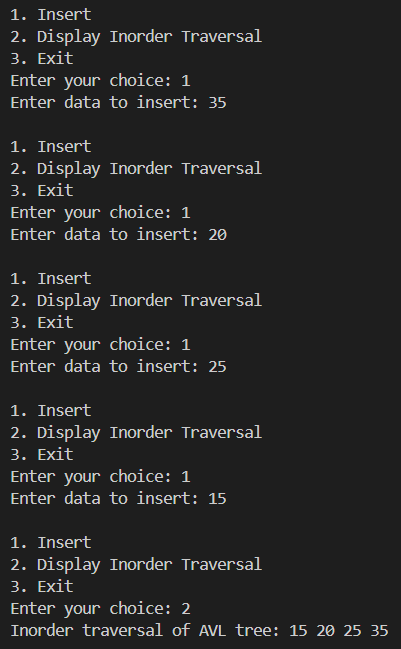 1. Insert
2. Display Inorder Traversal
3. Exit
Enter your choice: 1
Enter data to insert: 35
1. Insert
2. Display Inorder Traversal
3. Exit
Enter your choice: 1
Enter data to insert: 20
1. Insert
2. Display Inorder Traversal
3. Exit
Enter your choice: 1
Enter data to insert: 25
1. Insert
2. Display Inorder Traversal
3. Exit
Enter your choice: 1
Enter data to insert: 15
1. Insert
2. Display Inorder Traversal
3. Exit
Enter your choice: 2
Inorder traversal of AVL tree: 15 20 25 35